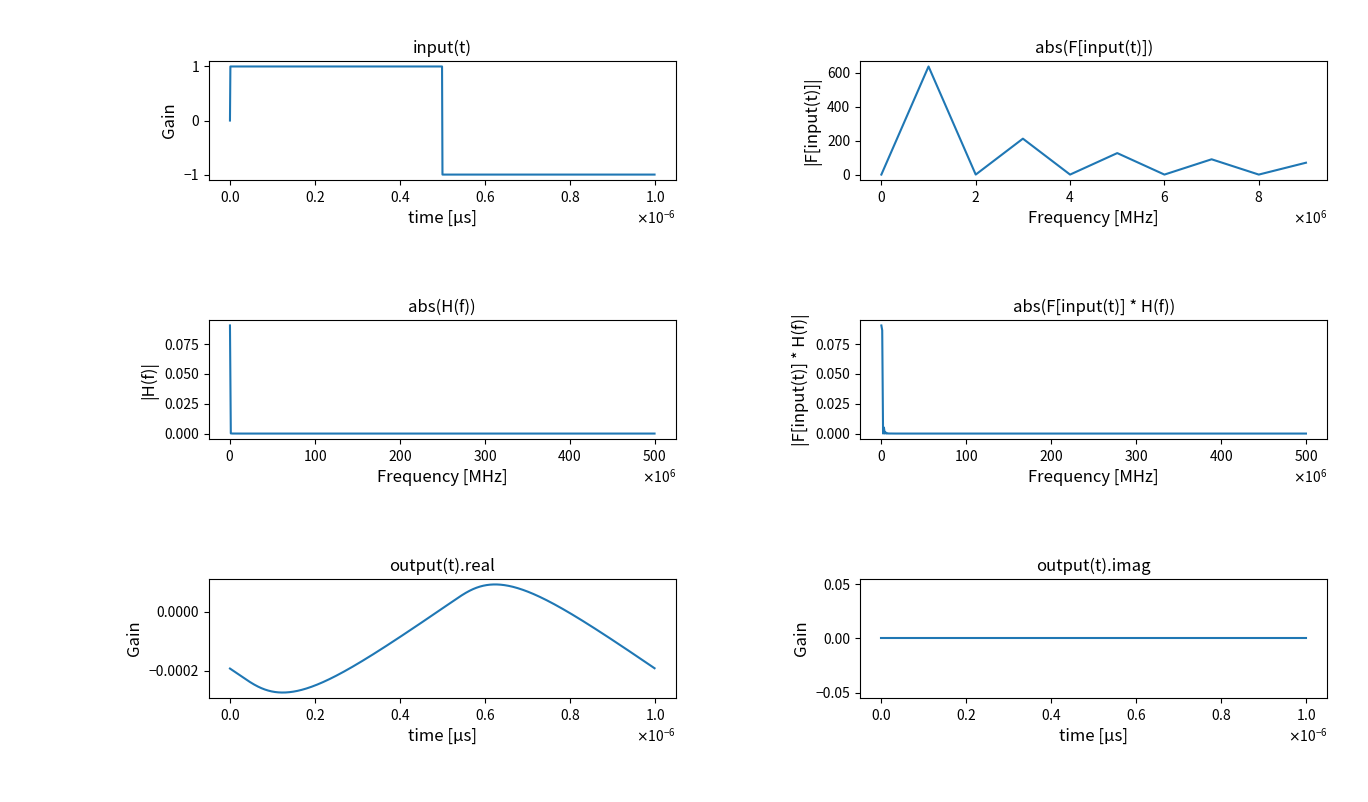 input(t)
Gain
1
0
−1
0.0 0.2 0.4 0.6 0.8 1.0
time [μs]
×10⁻⁶
abs(F[input(t)])
|F[input(t)]|
600
400
200
0
0 2 4 6 8
Frequency [MHz]
×10⁶
abs(H(f))
|H(f)|
0.075
0.050
0.025
0.000
0 100 200 300 400 500
Frequency [MHz]
×10⁶
abs(F[input(t)] * H(f))
|F[input(t)] * H(f)|
0.075
0.050
0.025
0.000
0 100 200 300 400 500
Frequency [MHz]
×10⁶
output(t).real
Gain
0.0000
−0.0002
0.0 0.2 0.4 0.6 0.8 1.0
time [μs]
×10⁻⁶
output(t).imag
Gain
0.05
0.00
−0.05
0.0 0.2 0.4 0.6 0.8 1.0
time [μs]
×10⁻⁶